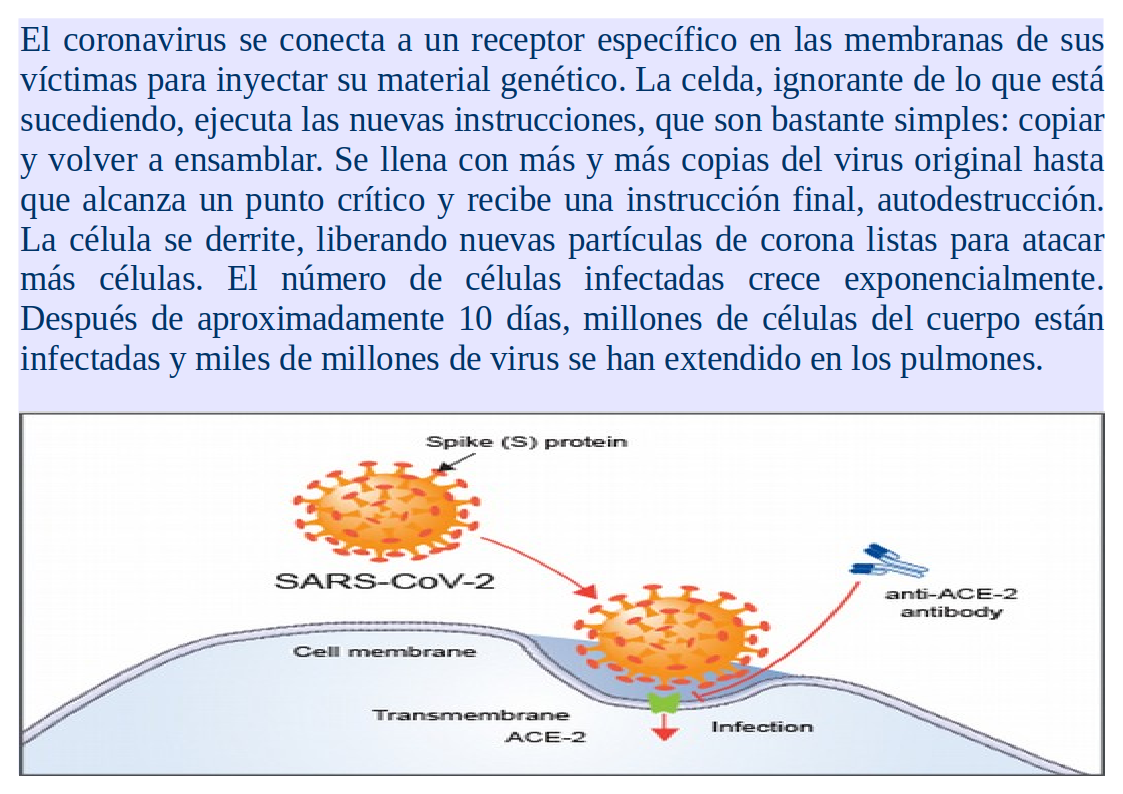 El coronavirus se conecta a un receptor específico en las membranas de sus
víctimas para inyectar su material genético. La celda, ignorante de lo que está
sucediendo, ejecuta las nuevas instrucciones, que son bastante simples: copiar
y volver a ensamblar. Se llena con más y más copias del virus original hasta
que alcanza un punto crítico y recibe una instrucción final, autodestrucción.
La célula se derrite, liberando nuevas partículas de corona listas para atacar
más células. El número de células infectadas crece exponencialmente.
Después de aproximadamente 10 días, millones de células del cuerpo están
infectadas y miles de millones de virus se han extendido en los pulmones.
Spike (S) protein
SARS-CoV-2
anti-ACE-2
antibody
Cell membrane
Transmembrane
ACE-2
Infection